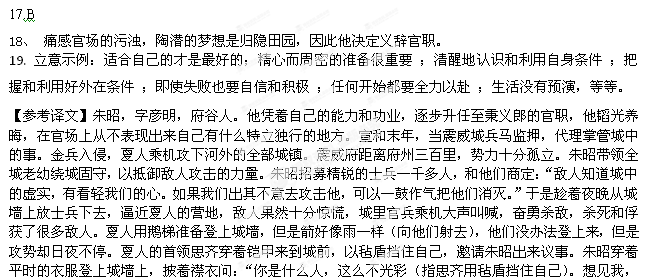 17.B
18、 痛感官场的污浊，陶潜的梦想是归隐田园，因此他决定义辞官职。
19. 立意示例：适合自己的才是最好的，精心而周密的准备很重要 ；清醒地认识和利用自身条件 ；把
握和利用好外在条件 ；即使失败也要自信和积极 ；任何开始都要全力以赴 ；生活没有预演，等等。
【参考译文】朱昭，字彦明，府谷人。他凭着自己的能力和功业，逐步升任至秉义郎的官职，他韬光养
晦，在官场上从不表现出来自己有什么特立独行的地方。宣和末年，当震威城兵马监押，代理掌管城中
的事。金兵入侵，夏人乘机攻下河外的全部城镇。震威府距离府州三百里，势力十分孤立。朱昭带领全
城老幼绕城固守，以抵御敌人攻击的力量。朱昭招募精锐的士兵一千多人，和他们商定：“敌人知道城中
的虚实，有看轻我们的心。如果我们出其不意去攻击他，可以一鼓作气把他们消灭。”于是趁着夜晚从城
墙上放士兵下去，逼近夏人的营地，敌人果然十分惊慌，城里官兵乘机大声叫喊，奋勇杀敌，杀死和俘
获了很多敌人。夏人用鹅梯准备登上城墙，但是箭好像雨一样（向他们射去），他们没办法登上来，但是
攻势却日夜不停。夏人的首领思齐穿着铠甲来到城前，以毡盾挡住自己，邀请朱昭出来议事。朱昭穿着
平时的衣服登上城墙上，披着襟衣问：“你是什么人，这么不光彩（指思齐用毡盾挡住自己）。想见我，